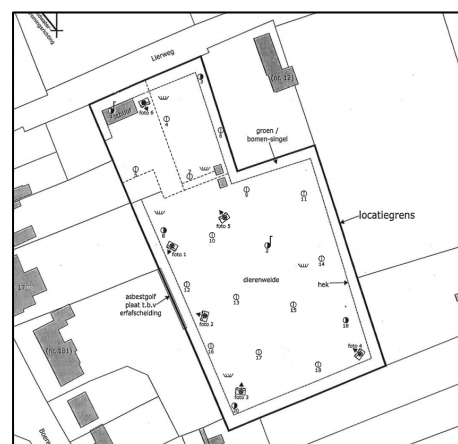 Lierweg
(nr. 12)
schuur
foto 6
3
4
6
5
7
groen /
bomen-singel
9
11
locatiegrens
foto 5
8
10
2
foto 1
14
dierenweide
hek
12
asbestgolf
plaat t.b.v
erfafscheiding
13
15
foto 2
18
16
17
foto 4
19
(nr. 181)
foto 3
20